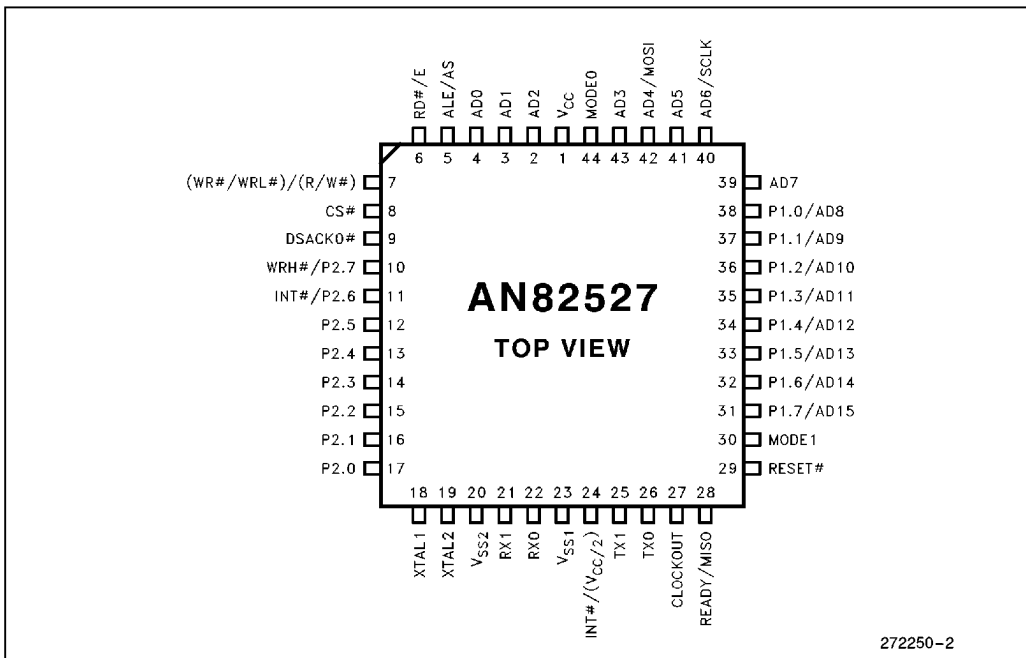 RD#/E
ALE/AS
AD0
AD1
AD2
VCC
MODE0
AD3
AD4/MOSI
AD5
AD6/SCLK
6 5 4 3 2 1 44 43 42 41 40
(WR#/WRL#)/(R/W#) 7
CS# 8
DSACK0# 9
WRH#/P2.7 10
INT#/P2.6 11
P2.5 12
P2.4 13
P2.3 14
P2.2 15
P2.1 16
P2.0 17
AN82527
TOP VIEW
39 AD7
38 P1.0/AD8
37 P1.1/AD9
36 P1.2/AD10
35 P1.3/AD11
34 P1.4/AD12
33 P1.5/AD13
32 P1.6/AD14
31 P1.7/AD15
30 MODE1
29 RESET#
18 19 20 21 22 23 24 25 26 27 28
XTAL1
XTAL2
VSS2
RX1
RX0
VSS1
INT#/(VCC/2)
TX1
TX0
CLOCKOUT
READY/MISO
272250-2